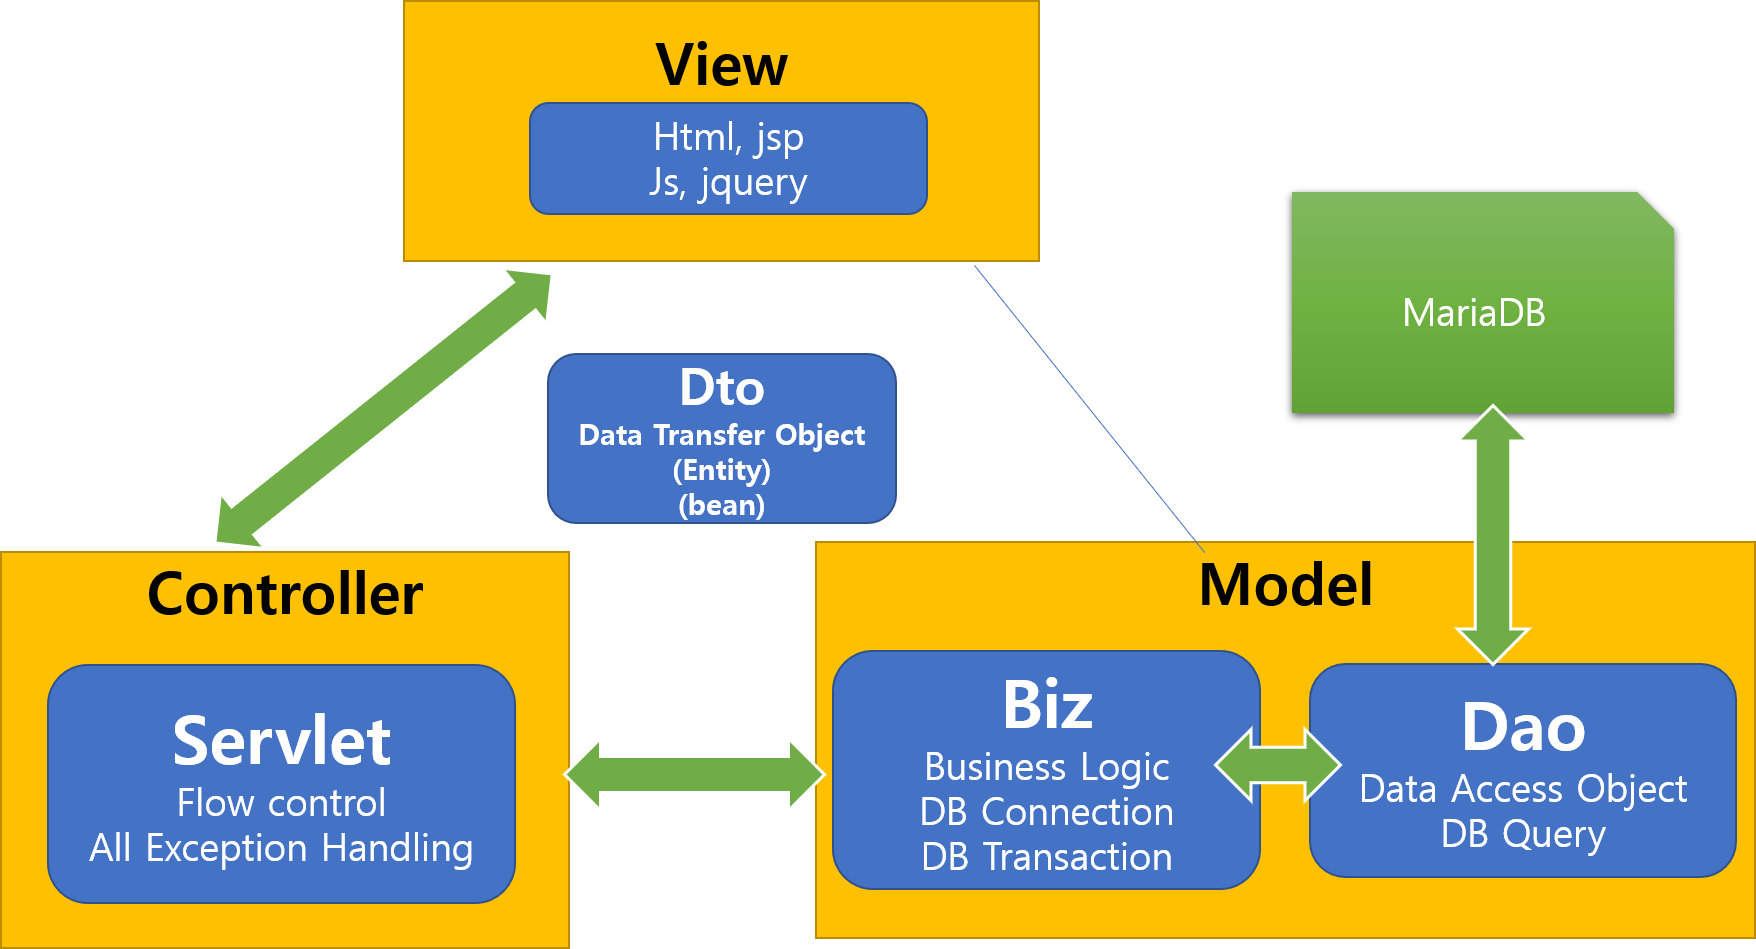 View
Html, jsp
Js, jquery
MariaDB
Dto
Data Transfer Object
(Entity)
(bean)
Controller
Servlet
Flow control
All Exception Handling
Model
Biz
Business Logic
DB Connection
DB Transaction
Dao
Data Access Object
DB Query